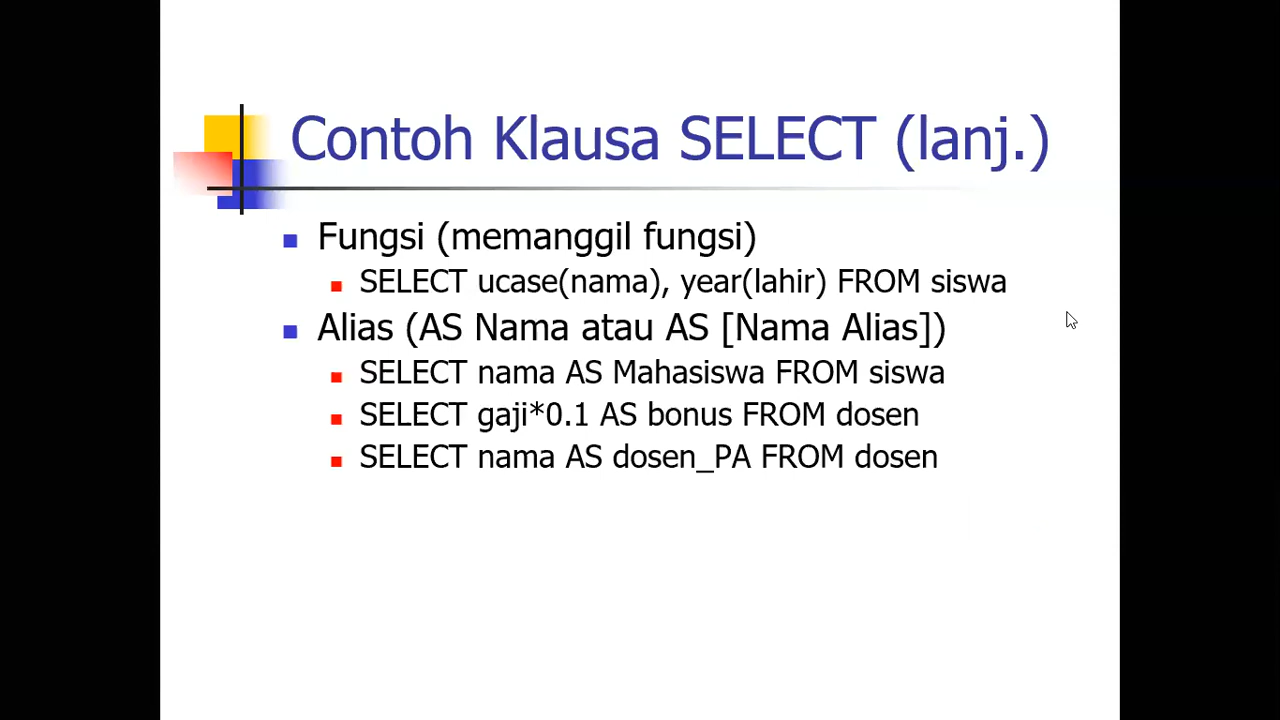 Contoh Klausa SELECT (lanj.)
Fungsi (memanggil fungsi)
SELECT ucase(nama), year(lahir) FROM siswa
Alias (AS Nama atau AS [Nama Alias])
SELECT nama AS Mahasiswa FROM siswa
SELECT gaji*0.1 AS bonus FROM dosen
SELECT nama AS dosen_PA FROM dosen